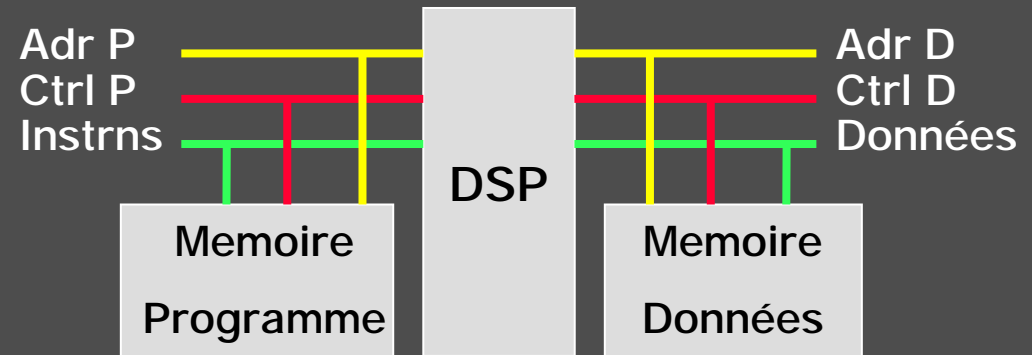 Adr P
Ctrl P
Instrns
DSP
Adr D
Ctrl D
Données
Memoire
Programme
Memoire
Données